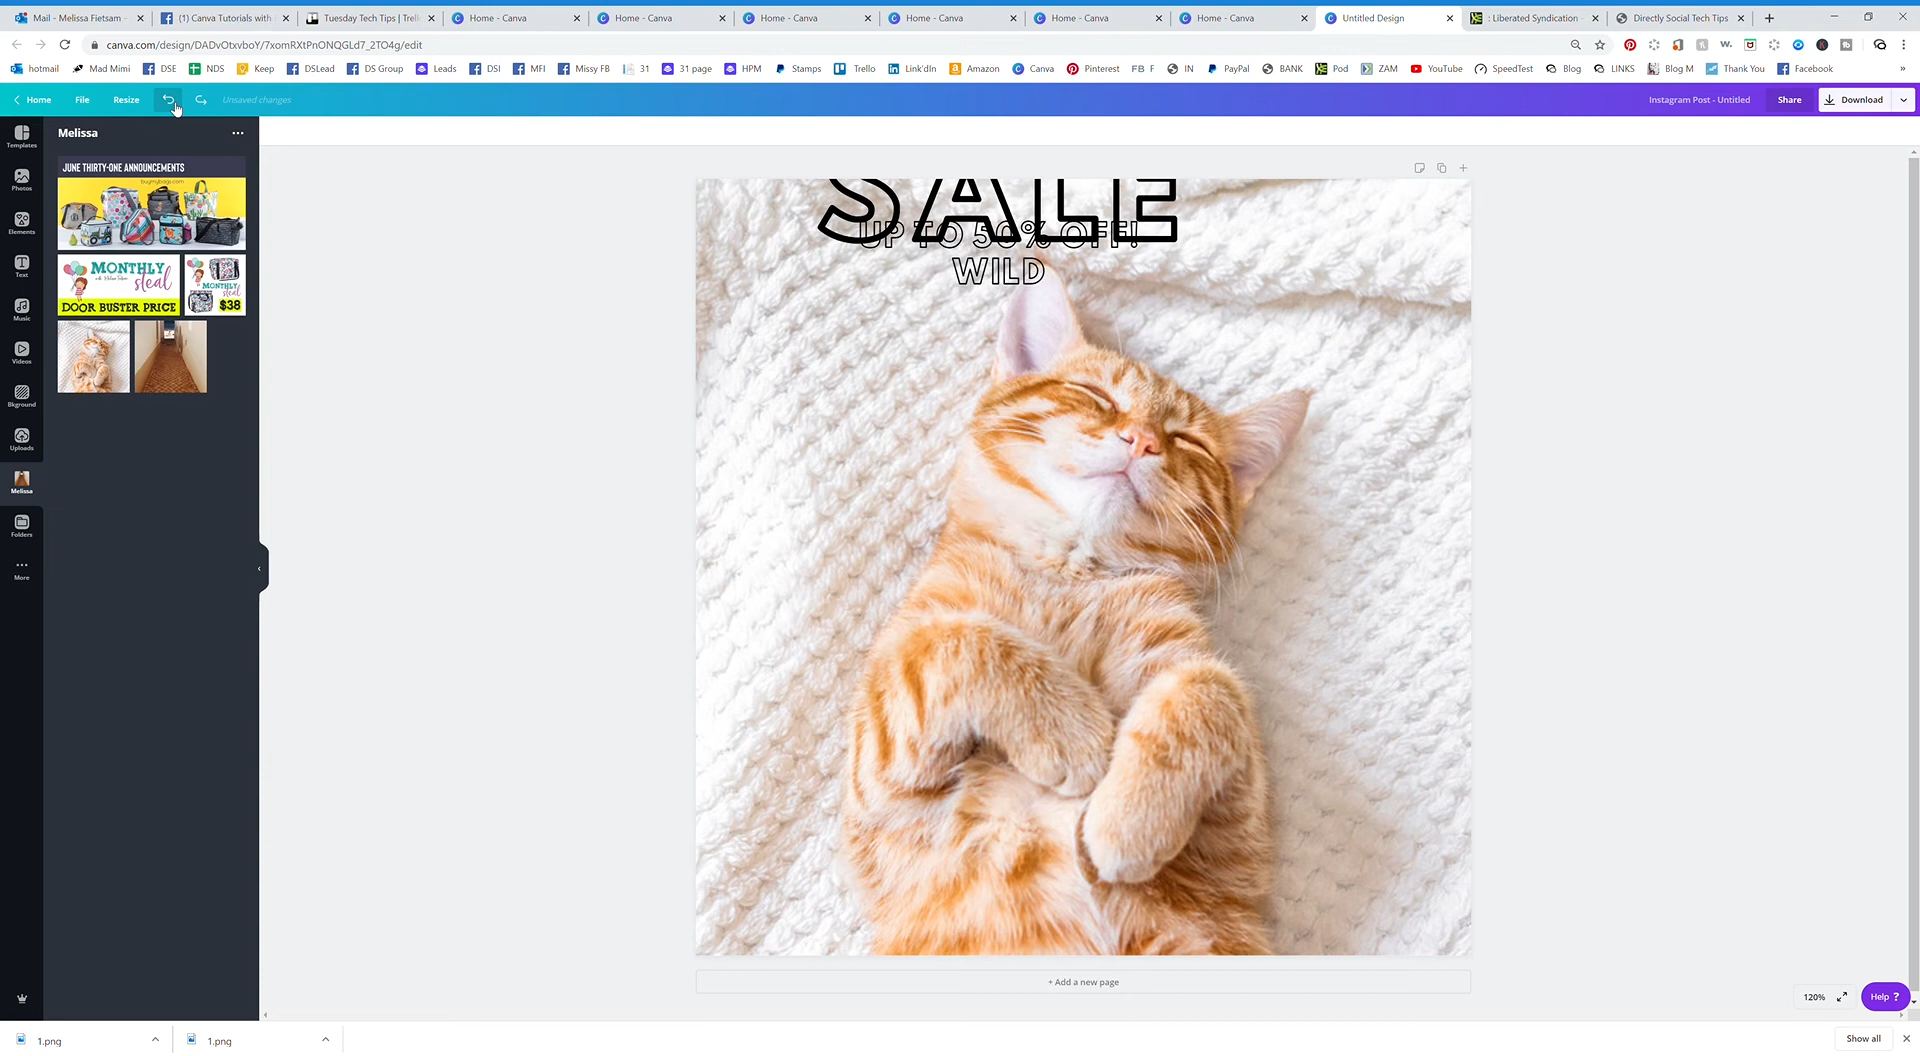 Mail - Melissa Fietsam -
(1) Canva Tutorials with
Tuesday Tech Tips | Trell
Home - Canva
Home - Canva
Home - Canva
Home - Canva
Home - Canva
Home - Canva
Untitled Design
: Liberated Syndication
Directly Social Tech Tips
canva.com/design/DADvOtxvboY/7xomRXtPnONQGLd7_2TO4g/edit
hotmail
Mad Mimi
DSE
NDS
Keep
DSLead
DS Group
Leads
DSI
MFI
Missy FB
31
31 page
HPM
Stamps
Trello
Link'dIn
Amazon
Canva
Pinterest
FB F
IN
PayPal
BANK
Pod
ZAM
YouTube
SpeedTest
Blog
LINKS
Blog M
Thank You
Facebook
»
Home
File
Resize
Unsaved changes
Instagram Post - Untitled
Share
Download
Templates
Photos
Elements
Text
Music
Videos
Bkground
Uploads
Melissa
Folders
More
Melissa
JUNE THIRTY-ONE ANNOUNCEMENTS
buymybags.com
MONTHLY
steal
DOOR BUSTER PRICE
MONTHLY
steal
$38
SALE
UP TO 50% OFF!
WILD
+ Add a new page
120%
Help ?
1.png
1.png
Show all